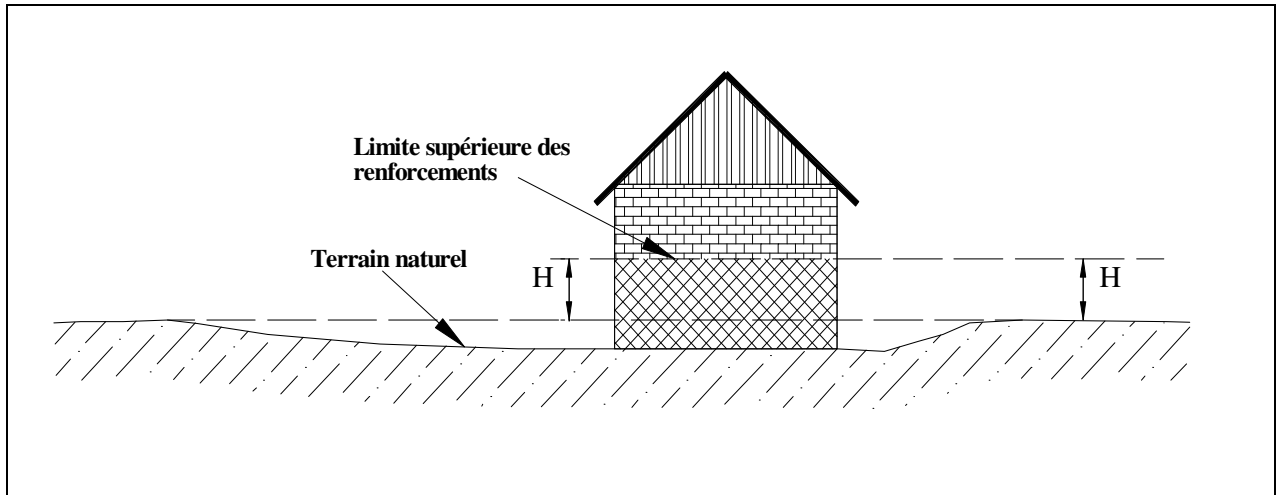 Limite supérieure des
renforcements
Terrain naturel
H
H